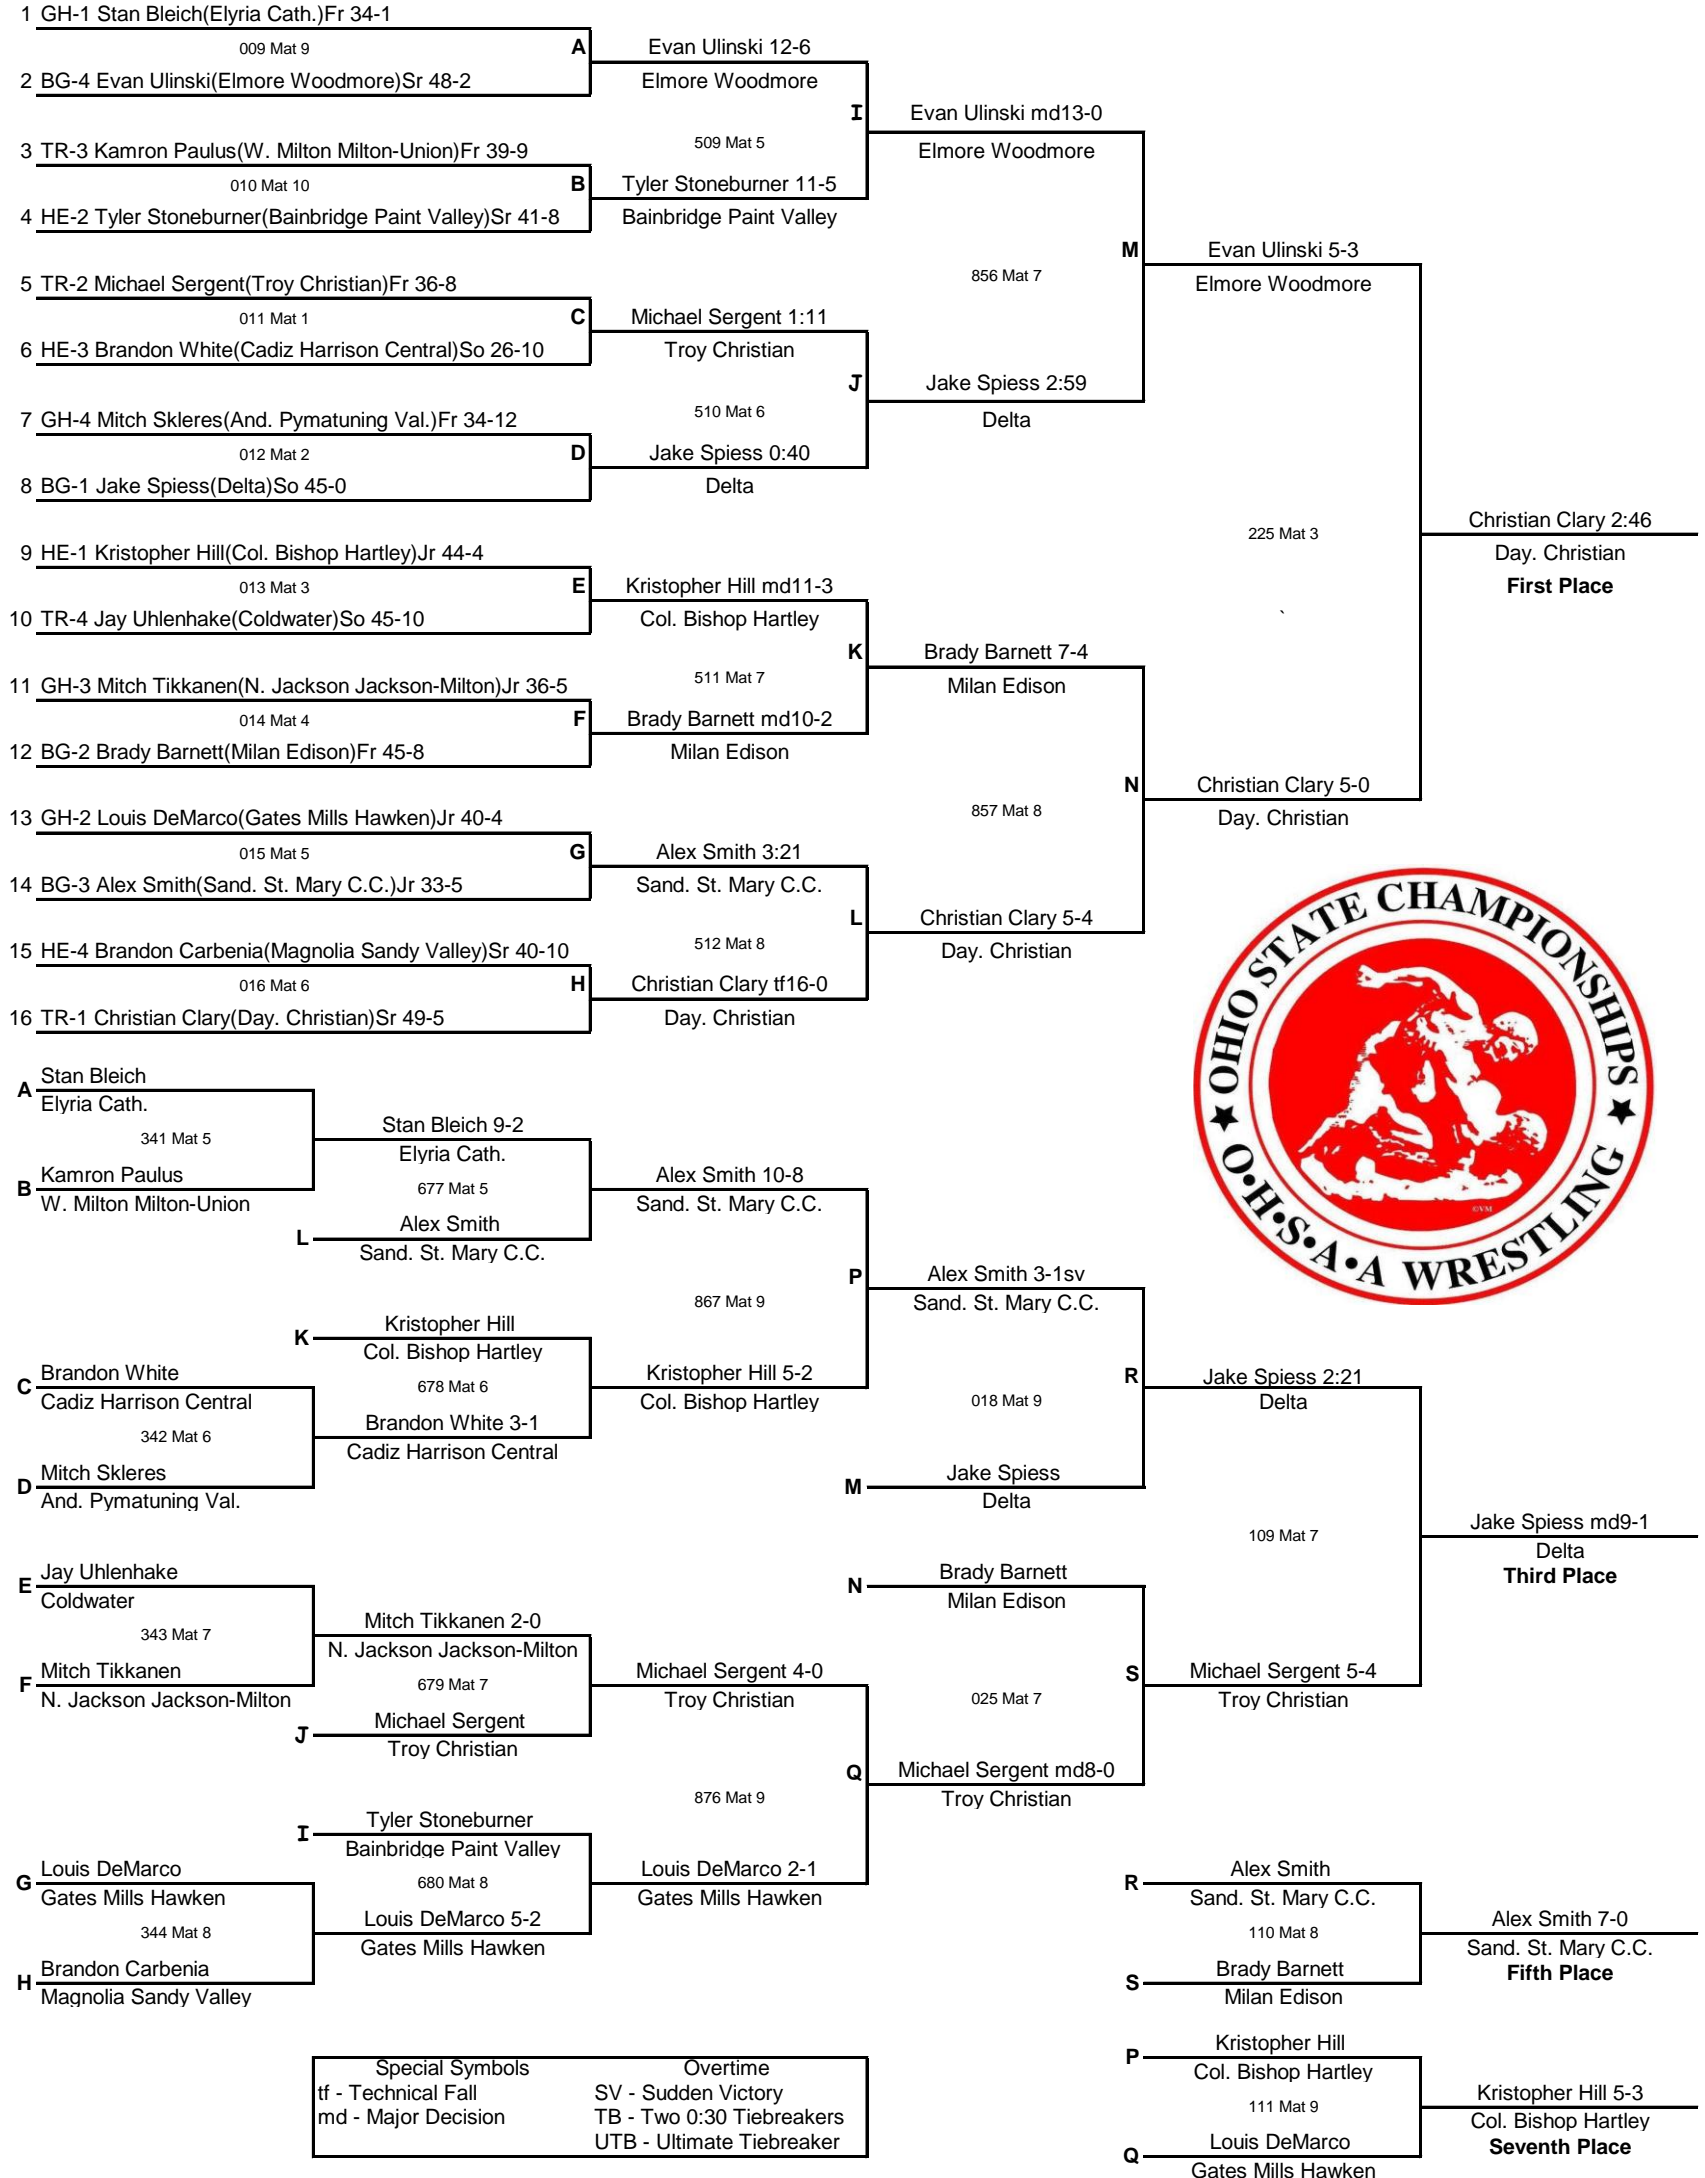 1 GH-1 Stan Bleich(Elyria Cath.)Fr 34-1
009 Mat 9
A
2 BG-4 Evan Ulinski(Elmore Woodmore)Sr 48-2
Evan Ulinski 12-6
Elmore Woodmore
I
509 Mat 5
3 TR-3 Kamron Paulus(W. Milton Milton-Union)Fr 39-9
010 Mat 10
B
4 HE-2 Tyler Stoneburner(Bainbridge Paint Valley)Sr 41-8
Tyler Stoneburner 11-5
Bainbridge Paint Valley
Evan Ulinski md13-0
Elmore Woodmore
M
856 Mat 7
5 TR-2 Michael Sergent(Troy Christian)Fr 36-8
011 Mat 1
C
6 HE-3 Brandon White(Cadiz Harrison Central)So 26-10
Michael Sergent 1:11
Troy Christian
J
510 Mat 6
7 GH-4 Mitch Skleres(And. Pymatuning Val.)Fr 34-12
012 Mat 2
D
8 BG-1 Jake Spiess(Delta)So 45-0
Jake Spiess 0:40
Delta
Jake Spiess 2:59
Delta
Evan Ulinski 5-3
Elmore Woodmore
225 Mat 3
`
Christian Clary 2:46
Day. Christian
First Place
9 HE-1 Kristopher Hill(Col. Bishop Hartley)Jr 44-4
013 Mat 3
E
10 TR-4 Jay Uhlenhake(Coldwater)So 45-10
Kristopher Hill md11-3
Col. Bishop Hartley
K
511 Mat 7
11 GH-3 Mitch Tikkanen(N. Jackson Jackson-Milton)Jr 36-5
014 Mat 4
F
12 BG-2 Brady Barnett(Milan Edison)Fr 45-8
Brady Barnett md10-2
Milan Edison
Brady Barnett 7-4
Milan Edison
N
857 Mat 8
13 GH-2 Louis DeMarco(Gates Mills Hawken)Jr 40-4
015 Mat 5
G
14 BG-3 Alex Smith(Sand. St. Mary C.C.)Jr 33-5
Alex Smith 3:21
Sand. St. Mary C.C.
L
512 Mat 8
15 HE-4 Brandon Carbenia(Magnolia Sandy Valley)Sr 40-10
016 Mat 6
H
16 TR-1 Christian Clary(Day. Christian)Sr 49-5
Christian Clary tf16-0
Day. Christian
Christian Clary 5-4
Day. Christian
Christian Clary 5-0
Day. Christian
★ OHIO STATE CHAMPIONSHIPS ★
O•H•S•A•A WRESTLING
©VM
A Stan Bleich
Elyria Cath.
341 Mat 5
B Kamron Paulus
W. Milton Milton-Union
Stan Bleich 9-2
Elyria Cath.
677 Mat 5
L Alex Smith
Sand. St. Mary C.C.
Alex Smith 10-8
Sand. St. Mary C.C.
P
867 Mat 9
K Kristopher Hill
Col. Bishop Hartley
678 Mat 6
C Brandon White
Cadiz Harrison Central
342 Mat 6
D Mitch Skleres
And. Pymatuning Val.
Brandon White 3-1
Cadiz Harrison Central
Kristopher Hill 5-2
Col. Bishop Hartley
Alex Smith 3-1sv
Sand. St. Mary C.C.
R
018 Mat 9
M Jake Spiess
Delta
Jake Spiess 2:21
Delta
109 Mat 7
Jake Spiess md9-1
Delta
Third Place
E Jay Uhlenhake
Coldwater
343 Mat 7
F Mitch Tikkanen
N. Jackson Jackson-Milton
Mitch Tikkanen 2-0
N. Jackson Jackson-Milton
679 Mat 7
J Michael Sergent
Troy Christian
Michael Sergent 4-0
Troy Christian
Q
876 Mat 9
N Brady Barnett
Milan Edison
S
025 Mat 7
Michael Sergent md8-0
Troy Christian
Michael Sergent 5-4
Troy Christian
I Tyler Stoneburner
Bainbridge Paint Valley
680 Mat 8
G Louis DeMarco
Gates Mills Hawken
344 Mat 8
H Brandon Carbenia
Magnolia Sandy Valley
Louis DeMarco 5-2
Gates Mills Hawken
Louis DeMarco 2-1
Gates Mills Hawken
R Alex Smith
Sand. St. Mary C.C.
110 Mat 8
S Brady Barnett
Milan Edison
Alex Smith 7-0
Sand. St. Mary C.C.
Fifth Place
P Kristopher Hill
Col. Bishop Hartley
111 Mat 9
Q Louis DeMarco
Gates Mills Hawken
Kristopher Hill 5-3
Col. Bishop Hartley
Seventh Place
Special Symbols Overtime
tf - Technical Fall SV - Sudden Victory
md - Major Decision TB - Two 0:30 Tiebreakers
UTB - Ultimate Tiebreaker